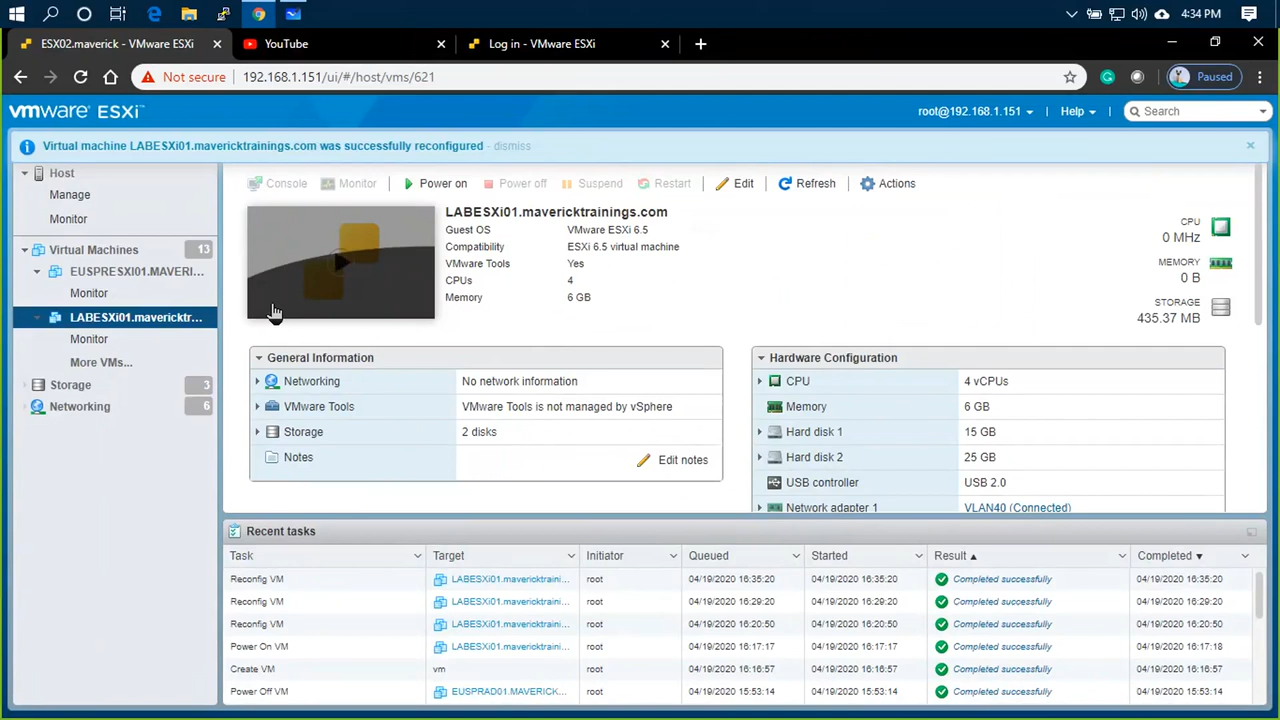 4:34 PM
ESX02.maverick - VMware ESXi
YouTube
Log in - VMware ESXi
Not secure
192.168.1.151/ui/#/host/vms/621
Paused
vmware ESXi
root@192.168.1.151
Help
Search
Virtual machine LABESXi01.mavericktrainings.com was successfully reconfigured - dismiss
Host
Manage
Monitor
Virtual Machines 13
EUSPRESXI01.MAVERI...
Monitor
LABESXi01.mavericktr...
Monitor
More VMs...
Storage 3
Networking 6
Console Monitor Power on Power off Suspend Restart Edit Refresh Actions
LABESXi01.mavericktrainings.com
Guest OS VMware ESXi 6.5
Compatibility ESXi 6.5 virtual machine
VMware Tools Yes
CPUs 4
Memory 6 GB
CPU
0 MHz
MEMORY
0 B
STORAGE
435.37 MB
General Information
Networking No network information
VMware Tools VMware Tools is not managed by vSphere
Storage 2 disks
Notes Edit notes
Hardware Configuration
CPU 4 vCPUs
Memory 6 GB
Hard disk 1 15 GB
Hard disk 2 25 GB
USB controller USB 2.0
Network adapter 1 VLAN40 (Connected)
Recent tasks
Task Target Initiator Queued Started Result Completed
Reconfig VM LABESXi01.mavericktraini... root 04/19/2020 16:35:20 04/19/2020 16:35:20 Completed successfully 04/19/2020 16:35:20
Reconfig VM LABESXi01.mavericktraini... root 04/19/2020 16:29:20 04/19/2020 16:29:20 Completed successfully 04/19/2020 16:29:20
Reconfig VM LABESXi01.mavericktraini... root 04/19/2020 16:20:50 04/19/2020 16:20:50 Completed successfully 04/19/2020 16:20:50
Power On VM LABESXi01.mavericktraini... root 04/19/2020 16:17:17 04/19/2020 16:17:17 Completed successfully 04/19/2020 16:17:18
Create VM vm root 04/19/2020 16:16:57 04/19/2020 16:16:57 Completed successfully 04/19/2020 16:16:57
Power Off VM EUSPRAD01.MAVERICK... root 04/19/2020 15:53:14 04/19/2020 15:53:14 Completed successfully 04/19/2020 15:53:14